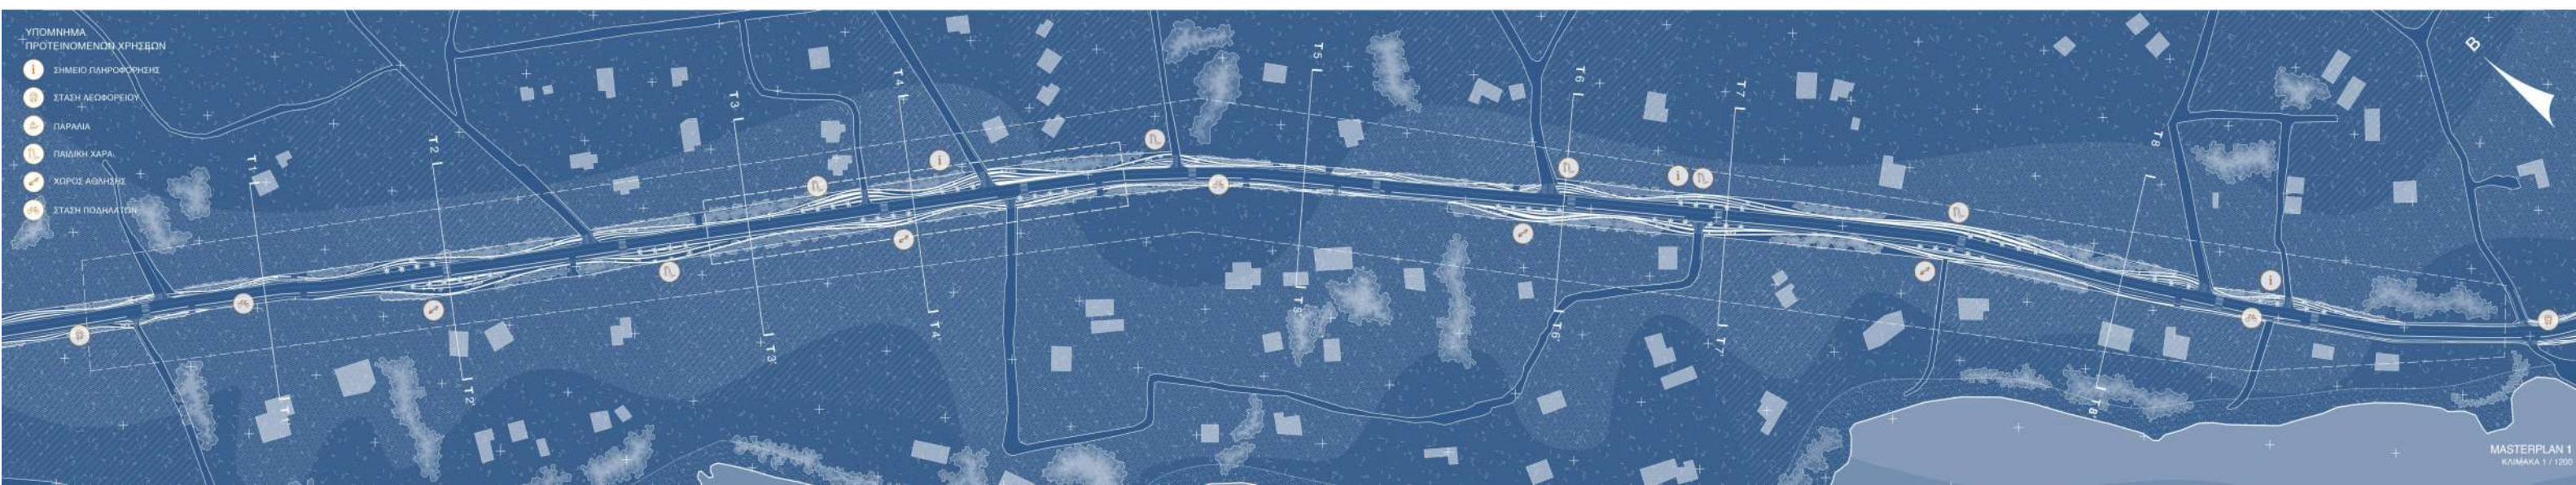 ΥΠΟΜΝΗΜΑ
ΠΡΟΤΕΙΝΟΜΕΝΩΝ ΧΡΗΣΕΩΝ
i ΣΗΜΕΙΟ ΠΛΗΡΟΦΟΡΗΣΗΣ
ΣΤΑΣΗ ΛΕΩΦΟΡΕΙΟΥ
ΠΑΡΑΛΙΑ
ΠΑΙΔΙΚΗ ΧΑΡΑ
ΧΩΡΟΣ ΑΘΛΗΣΗΣ
ΣΤΑΣΗ ΠΟΔΗΛΑΤΩΝ
T1
T2
T3
T4
T5
T6
T7
T8
B
i
i
i
T1'
T2'
T3'
T4'
T5'
T6'
T7'
T8'
MASTERPLAN 1
ΚΛΙΜΑΚΑ 1 / 1200